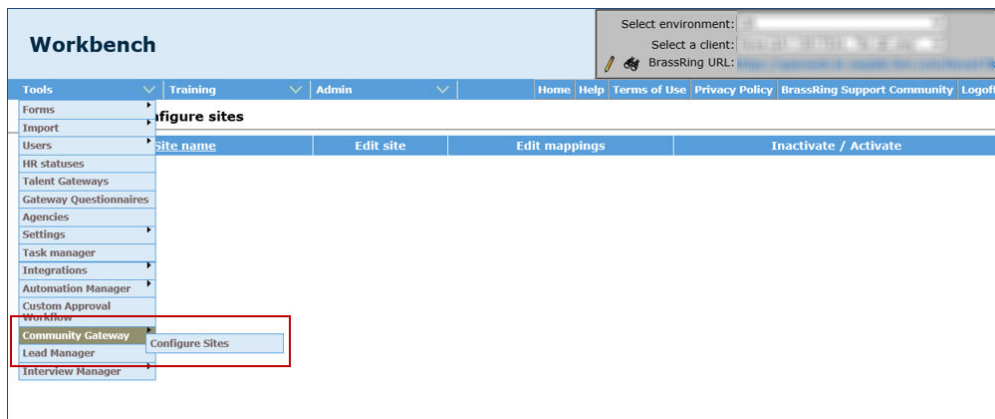 Workbench
Select environment:
Select a client:
BrassRing URL:
Tools Training Admin Home Help Terms of Use Privacy Policy BrassRing Support Community Logoff
Forms
figure sites
Import
Users
Site name Edit site Edit mappings Inactivate / Activate
HR statuses
Talent Gateways
Gateway Questionnaires
Agencies
Settings
Task manager
Integrations
Automation Manager
Custom Approval
Workflow
Community Gateway
Configure Sites
Lead Manager
Interview Manager